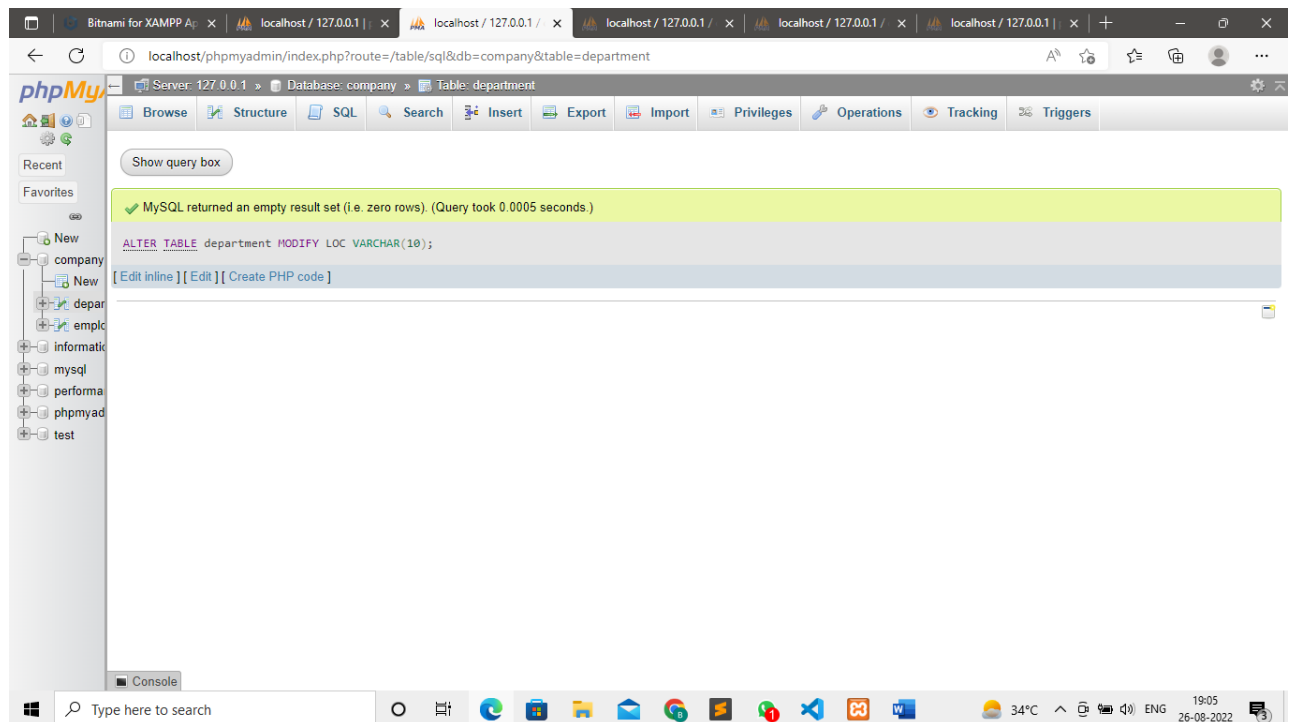 Bitnami for XAMPP Ap
localhost / 127.0.0.1 |
localhost / 127.0.0.1 /
localhost / 127.0.0.1 /
localhost / 127.0.0.1 /
localhost / 127.0.0.1 |
localhost/phpmyadmin/index.php?route=/table/sql&db=company&table=department
phpMyA
Server: 127.0.0.1 » Database: company » Table: department
Browse Structure SQL Search Insert Export Import Privileges Operations Tracking Triggers
Recent
Favorites
New
company
New
depar
emplo
informatio
mysql
performa
phpmyad
test
Show query box
MySQL returned an empty result set (i.e. zero rows). (Query took 0.0005 seconds.)
ALTER TABLE department MODIFY LOC VARCHAR(10);
[ Edit inline ] [ Edit ] [ Create PHP code ]
Console
Type here to search
34°C
ENG
19:05
26-08-2022